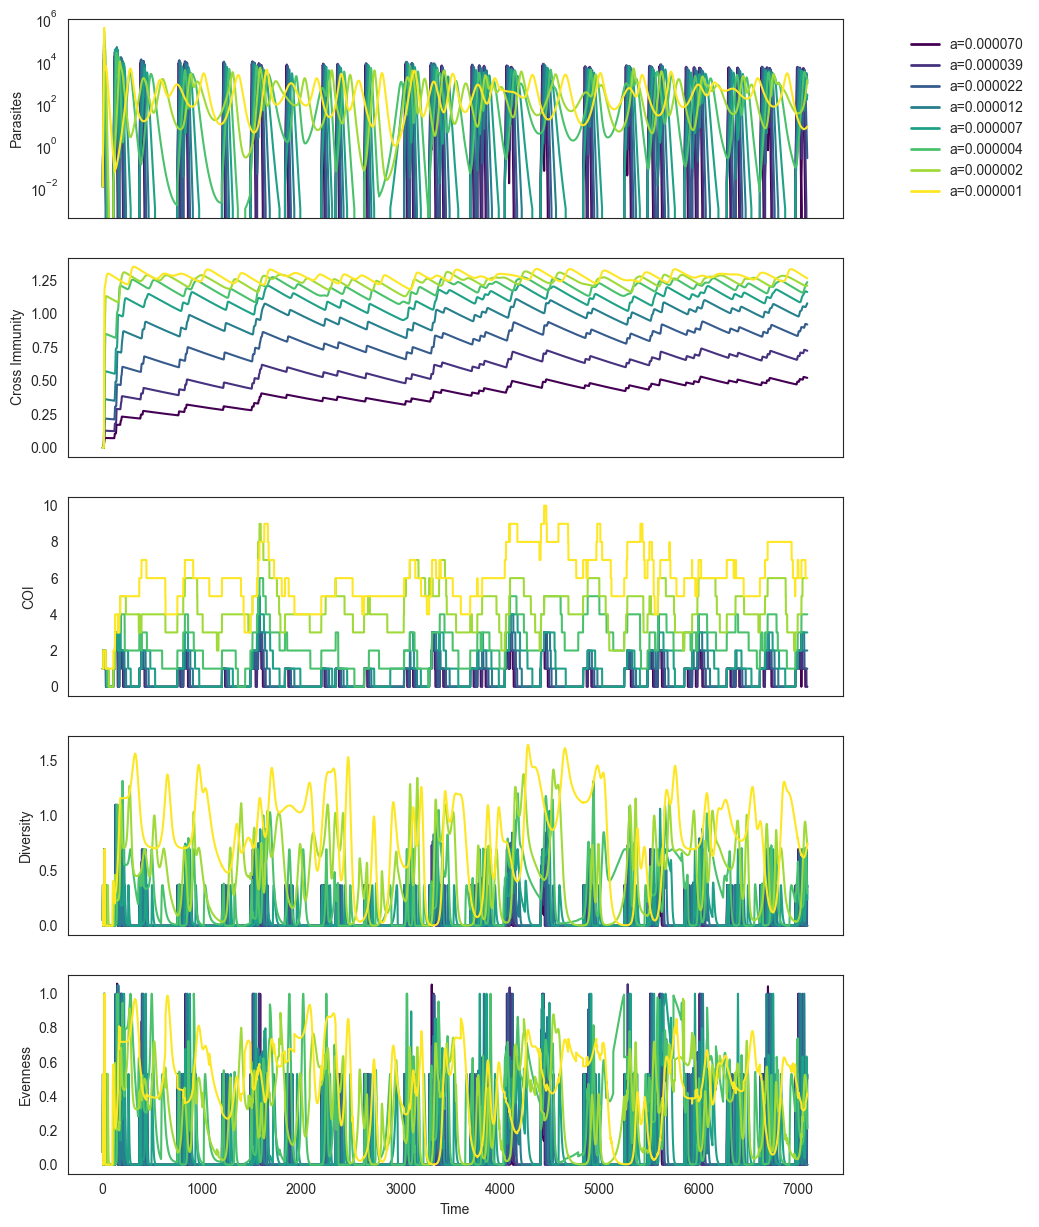 10^6
10^4
10^2
10^0
10^−2
Parasites
a=0.000070
a=0.000039
a=0.000022
a=0.000012
a=0.000007
a=0.000004
a=0.000002
a=0.000001
1.25
1.00
0.75
0.50
0.25
0.00
Cross Immunity
10
8
6
4
2
0
COI
1.5
1.0
0.5
0.0
Diversity
1.0
0.8
0.6
0.4
0.2
0.0
Evenness
0 1000 2000 3000 4000 5000 6000 7000
Time